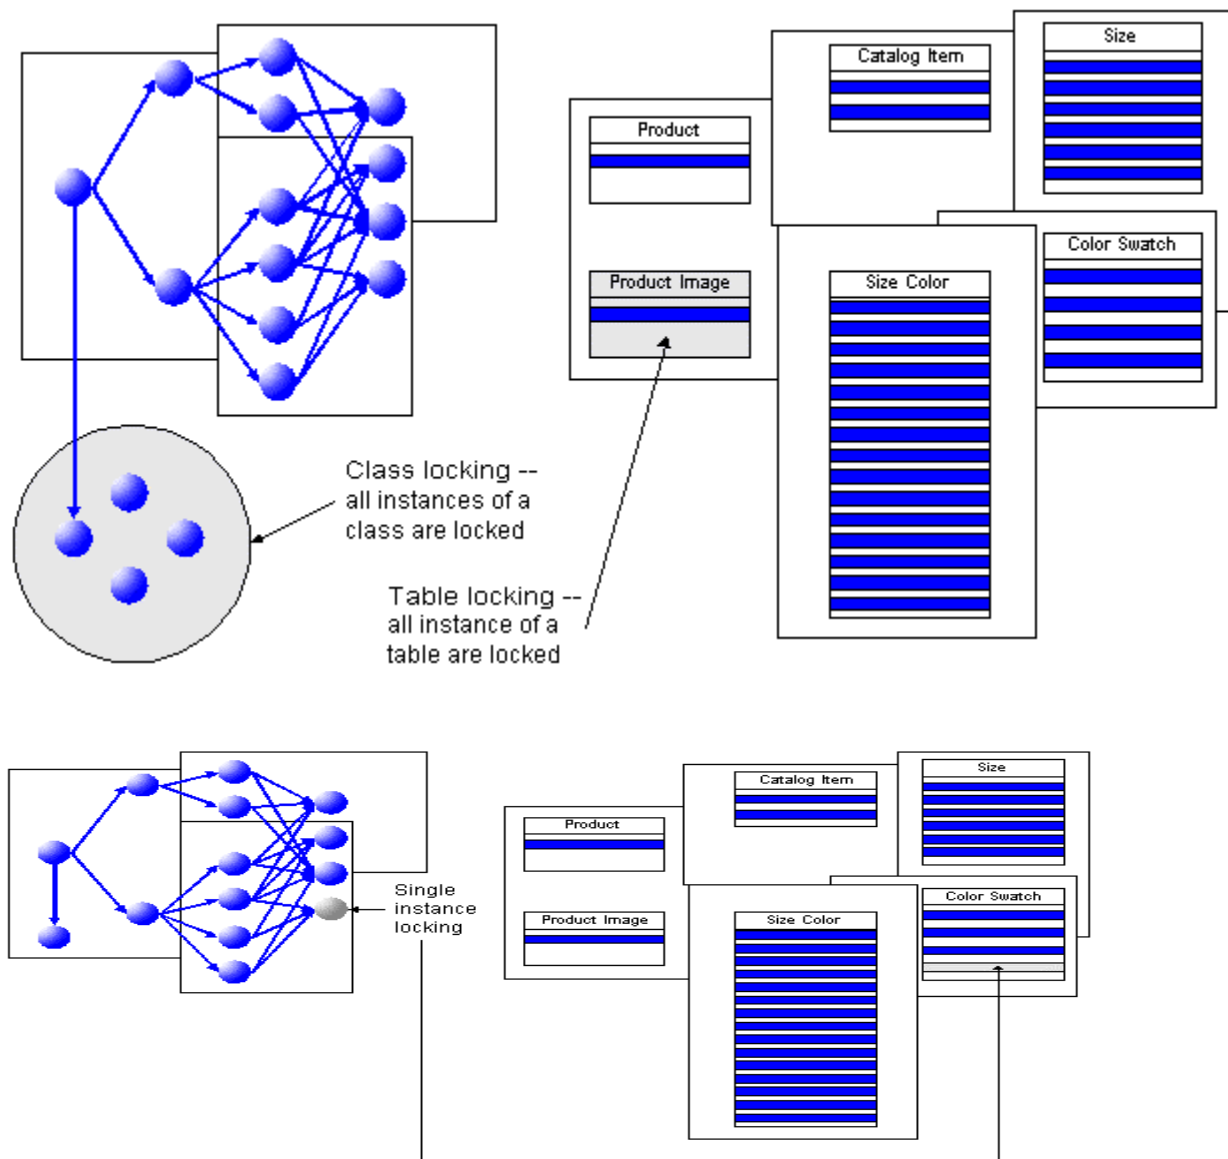 Size
Catalog Item
Product
Color Swatch
Product Image
Size Color
Class locking --
all instances of a
class are locked
Table locking --
all instance of a
table are locked
Size
Catalog Item
Product
Single
instance
locking
Color Swatch
Product Image
Size Color